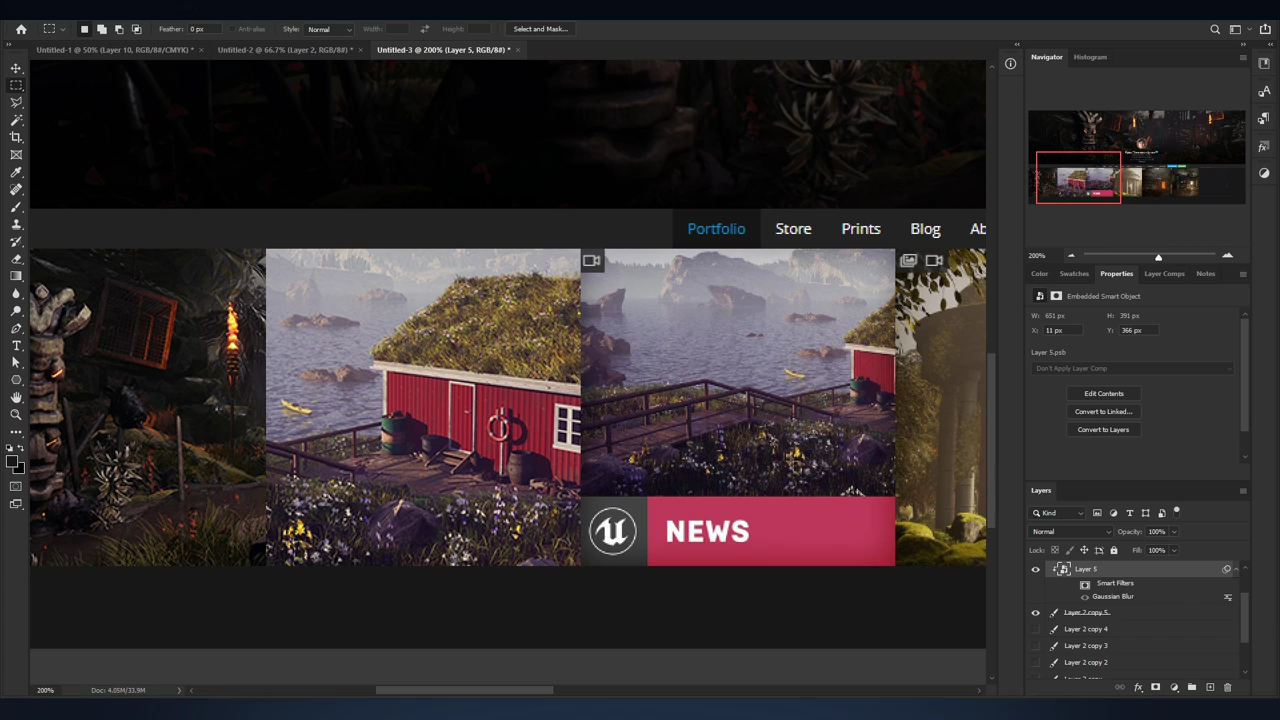 Feather: 0 px Anti-alias Style: Normal Width: Height: Select and Mask...
Untitled-1 @ 50% (Layer 10, RGB/8#/CMYK) * × Untitled-2 @ 66.7% (Layer 2, RGB/8#) * × Untitled-3 @ 200% (Layer 5, RGB/8#) * ×
Navigator Histogram
Portfolio Store Prints Blog Ab
200%
Color Swatches Properties Layer Comps Notes
Embedded Smart Object
W: 651 px H: 391 px
X: 11 px Y: 366 px
Layer 5.psb
Don't Apply Layer Comp
Edit Contents
Convert to Linked...
Convert to Layers
Layers
Kind
NEWS
Normal Opacity: 100%
Lock: Fill: 100%
Layer 5
Smart Filters
Gaussian Blur
Layer 2 copy 5
Layer 2 copy 4
Layer 2 copy 3
Layer 2 copy 2
200% Doc: 4.05M/33.9M